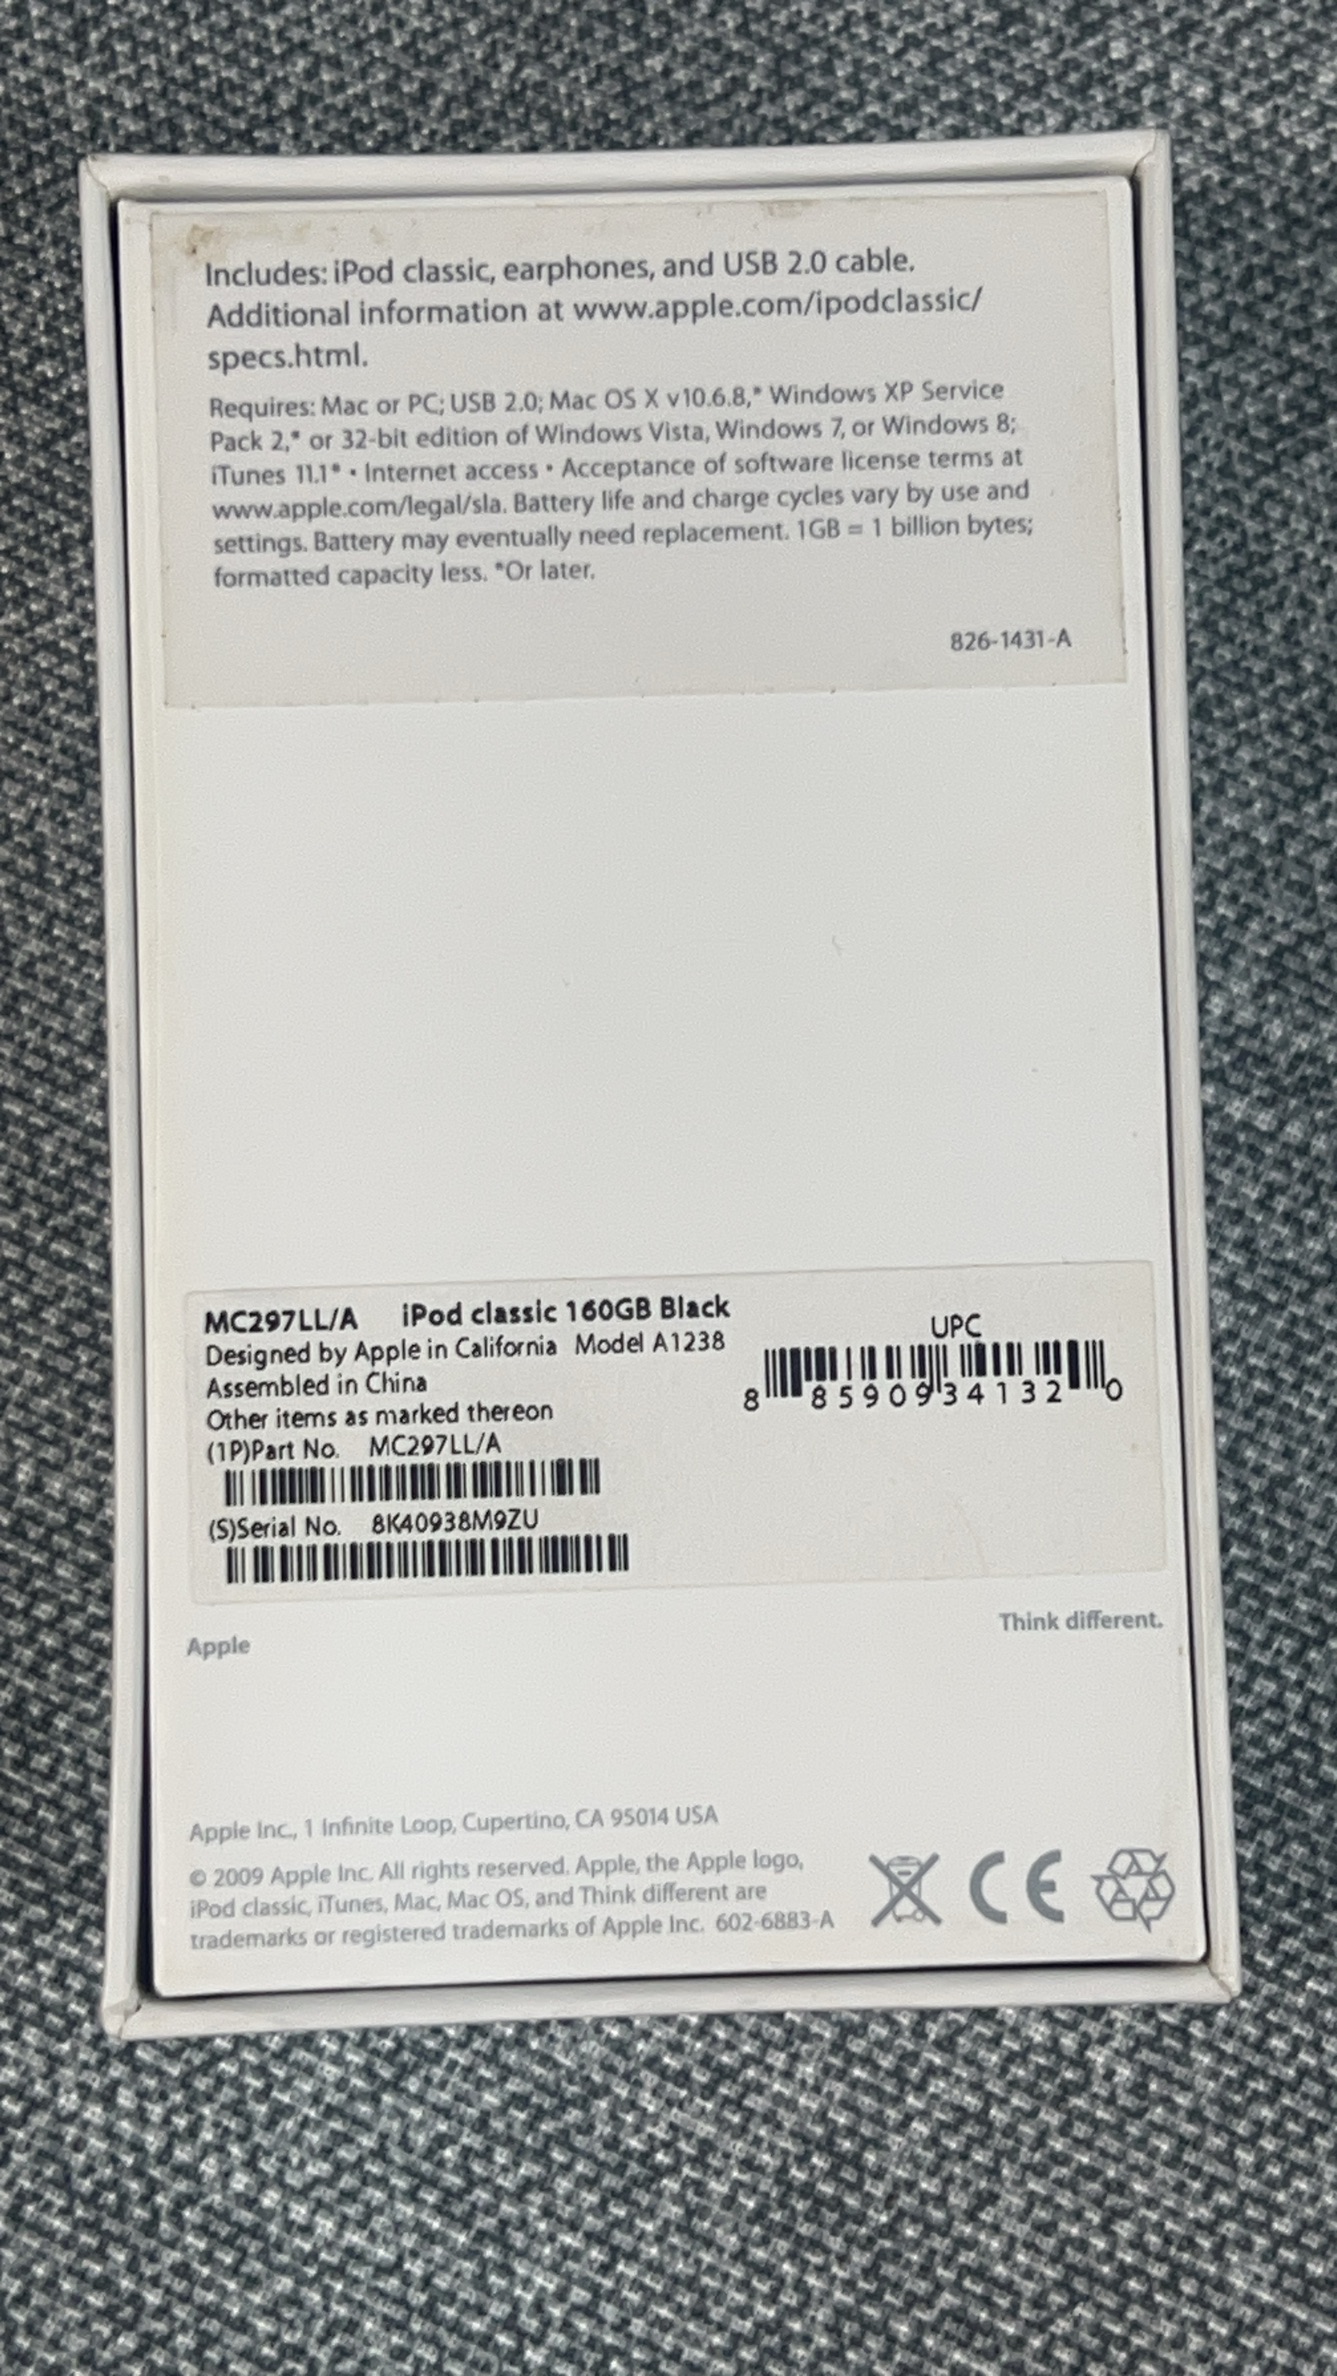 Includes: iPod classic, earphones, and USB 2.0 cable.
Additional information at www.apple.com/ipodclassic/
specs.html.
Requires: Mac or PC; USB 2.0; Mac OS X v10.6.8,* Windows XP Service
Pack 2,* or 32-bit edition of Windows Vista, Windows 7, or Windows 8;
iTunes 11.1* • Internet access • Acceptance of software license terms at
www.apple.com/legal/sla. Battery life and charge cycles vary by use and
settings. Battery may eventually need replacement. 1GB = 1 billion bytes;
formatted capacity less. *Or later.
826-1431-A
MC297LL/A iPod classic 160GB Black
Designed by Apple in California Model A1238
Assembled in China
Other items as marked thereon
(1P)Part No. MC297LL/A
(S)Serial No. 8K40938M9ZU
UPC
8 85909 34132 0
Apple
Think different.
Apple Inc., 1 Infinite Loop, Cupertino, CA 95014 USA
© 2009 Apple Inc. All rights reserved. Apple, the Apple logo,
iPod classic, iTunes, Mac, Mac OS, and Think different are
trademarks or registered trademarks of Apple Inc. 602-6883-A
CE